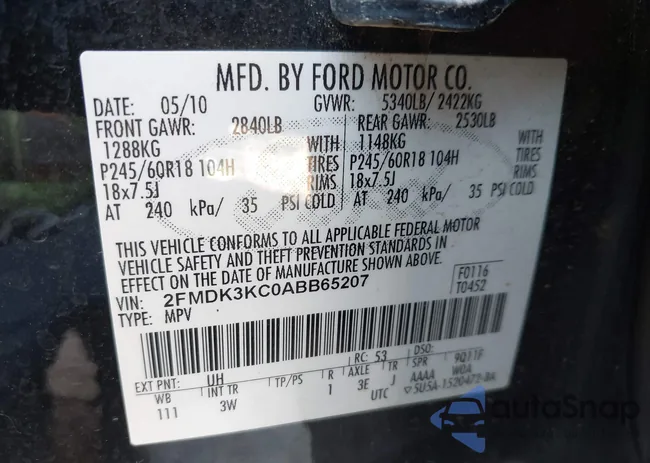 MFD. BY FORD MOTOR CO.
DATE: 05/10 GVWR: 5340LB/ 2422KG
FRONT GAWR: 2840LB REAR GAWR: 2530LB
1288KG WITH 1148KG WITH
P245/60R18 104H TIRES P245/60R18 104H TIRES
18x7.5J RIMS 18x7.5J RIMS
AT 240 kPa/ 35 PSI COLD AT 240 kPa/ 35 PSI COLD
THIS VEHICLE CONFORMS TO ALL APPLICABLE FEDERAL MOTOR
VEHICLE SAFETY AND THEFT PREVENTION STANDARDS IN
EFFECT ON THE DATE OF MANUFACTURE SHOWN ABOVE.
VIN: 2FMDK3KC0ABB65207 F0116
TYPE: MPV T0452
EXT PNT: UH RC: 53 DSO:
WB INT TR TP/PS R AXLE TR SPR 9011F
111 3W 1 3E J AAAA W0A
UTC 5U5A-1520472-BA
autoSnap